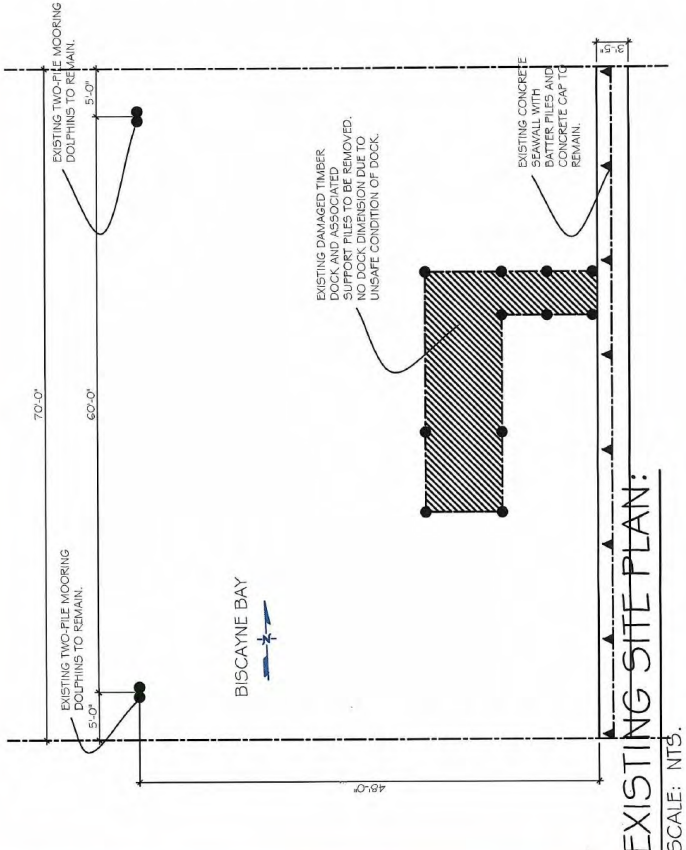 70'-0"
60'-0"
5'-0"
5'-0"
EXISTING TWO-PILE MOORING
DOLPHINS TO REMAIN.
EXISTING TWO-PILE MOORING
DOLPHINS TO REMAIN.
BISCAYNE BAY
N
EXISTING DAMAGED TIMBER
DOCK AND ASSOCIATED
SUPPORT PILES TO BE REMOVED.
NO DOCK DIMENSION DUE TO
UNSAFE CONDITION OF DOCK.
48'-0"
EXISTING CONCRETE
SEAWALL WITH
BATTER PILES AND
CONCRETE CAP TO
REMAIN.
3'-5"
EXISTING SITE PLAN:
SCALE: NTS.